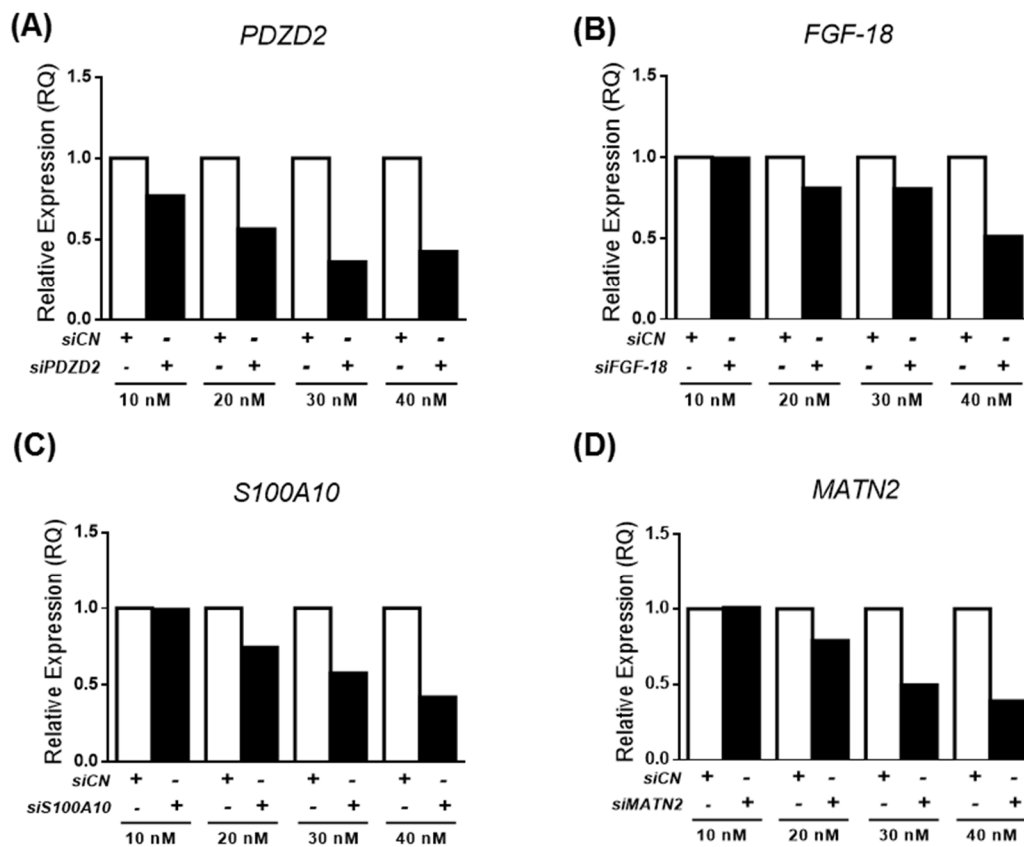 (A)
PDZD2
Relative Expression (RQ)
1.5
1.0
0.5
0.0
siCN + - + - + - + -
siPDZD2 - + - + - + - +
10 nM 20 nM 30 nM 40 nM
(B)
FGF-18
Relative Expression (RQ)
1.5
1.0
0.5
0.0
siCN + - + - + - + -
siFGF-18 - + - + - + - +
10 nM 20 nM 30 nM 40 nM
(C)
S100A10
Relative Expression (RQ)
1.5
1.0
0.5
0.0
siCN + - + - + - + -
siS100A10 - + - + - + - +
10 nM 20 nM 30 nM 40 nM
(D)
MATN2
Relative Expression (RQ)
1.5
1.0
0.5
0.0
siCN + - + - + - + -
siMATN2 - + - + - + - +
10 nM 20 nM 30 nM 40 nM